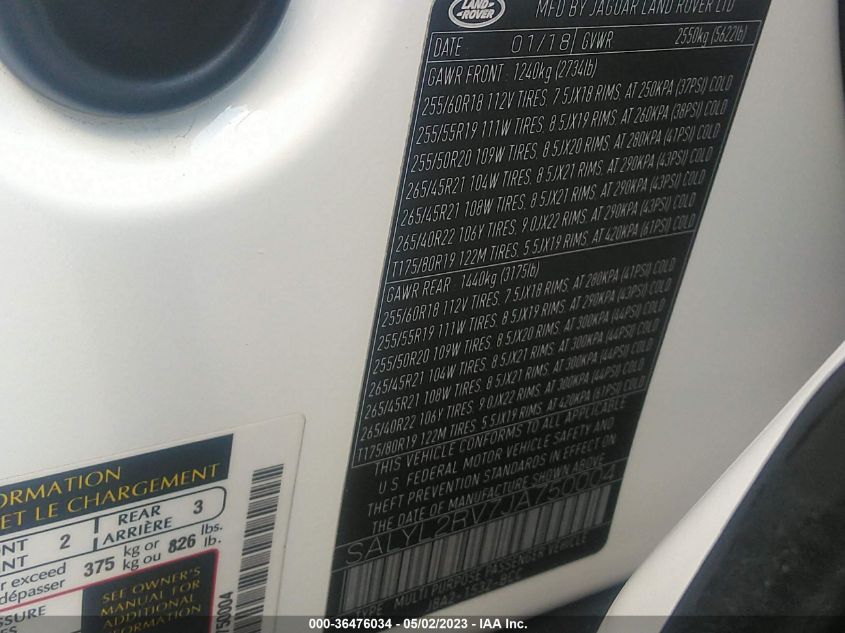 LAND-
ROVER
MFD BY JAGUAR LAND ROVER LTD
DATE 01/18 GVWR 2550kg (5622lb)
GAWR FRONT: 1240kg (2734lb)
255/60R18 112V TIRES, 7.5JX18 RIMS, AT 250KPA (37PSI) COLD
255/55R19 111W TIRES, 8.5JX19 RIMS, AT 260KPA (38PSI) COLD
255/50R20 109W TIRES, 8.5JX20 RIMS, AT 280KPA (41PSI) COLD
265/45R21 104W TIRES, 8.5JX21 RIMS, AT 290KPA (43PSI) COLD
265/45R21 108W TIRES, 8.5JX21 RIMS, AT 290KPA (43PSI) COLD
265/40R22 106Y TIRES, 9.0JX22 RIMS, AT 290KPA (43PSI) COLD
T175/80R19 122M TIRES, 5.5JX19 RIMS, AT 420KPA (61PSI) COLD
GAWR REAR: 1440kg (3175lb)
255/60R18 112V TIRES, 7.5JX18 RIMS, AT 280KPA (41PSI) COLD
255/55R19 111W TIRES, 8.5JX19 RIMS, AT 290KPA (43PSI) COLD
255/50R20 109W TIRES, 8.5JX20 RIMS, AT 300KPA (44PSI) COLD
265/45R21 104W TIRES, 8.5JX21 RIMS, AT 300KPA (44PSI) COLD
265/45R21 108W TIRES, 8.5JX21 RIMS, AT 300KPA (44PSI) COLD
265/40R22 106Y TIRES, 9.0JX22 RIMS, AT 300KPA (44PSI) COLD
T175/80R19 122M TIRES, 5.5JX19 RIMS, AT 420KPA (61PSI) COLD
THIS VEHICLE CONFORMS TO ALL APPLICABLE
U.S. FEDERAL MOTOR VEHICLE SAFETY AND
THEFT PREVENTION STANDARDS IN EFFECT ON
THE DATE OF MANUFACTURE SHOWN ABOVE
SALYL2RV7JA750004
TYPE MULTI PURPOSE PASSENGER VEHICLE
ORMATION
ET LE CHARGEMENT
ONT 2 REAR 3
ANT ARRIÈRE
er exceed 375 kg or 826 lbs.
dépasser kg ou lb.
SSURE
SEE OWNER'S
MANUAL FOR
ADDITIONAL
INFORMATION
750004
000-36476034 - 05/02/2023 - IAA Inc.